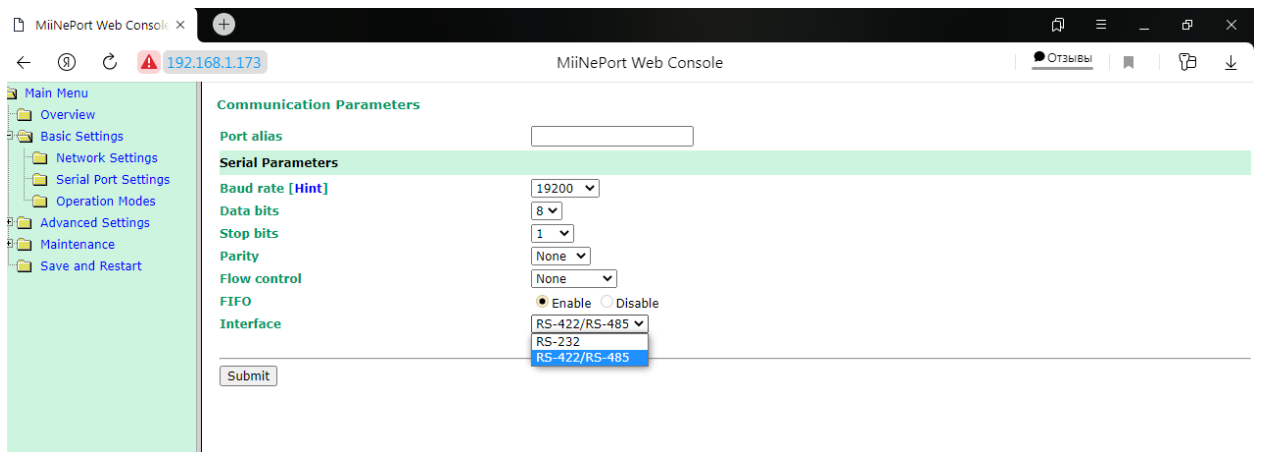 MiiNePort Web Console
192.168.1.173
MiiNePort Web Console
Отзывы
Main Menu
Overview
Basic Settings
Network Settings
Serial Port Settings
Operation Modes
Advanced Settings
Maintenance
Save and Restart
Communication Parameters
Port alias
Serial Parameters
Baud rate [Hint] 19200
Data bits 8
Stop bits 1
Parity None
Flow control None
FIFO Enable Disable
Interface RS-422/RS-485
RS-232
RS-422/RS-485
Submit